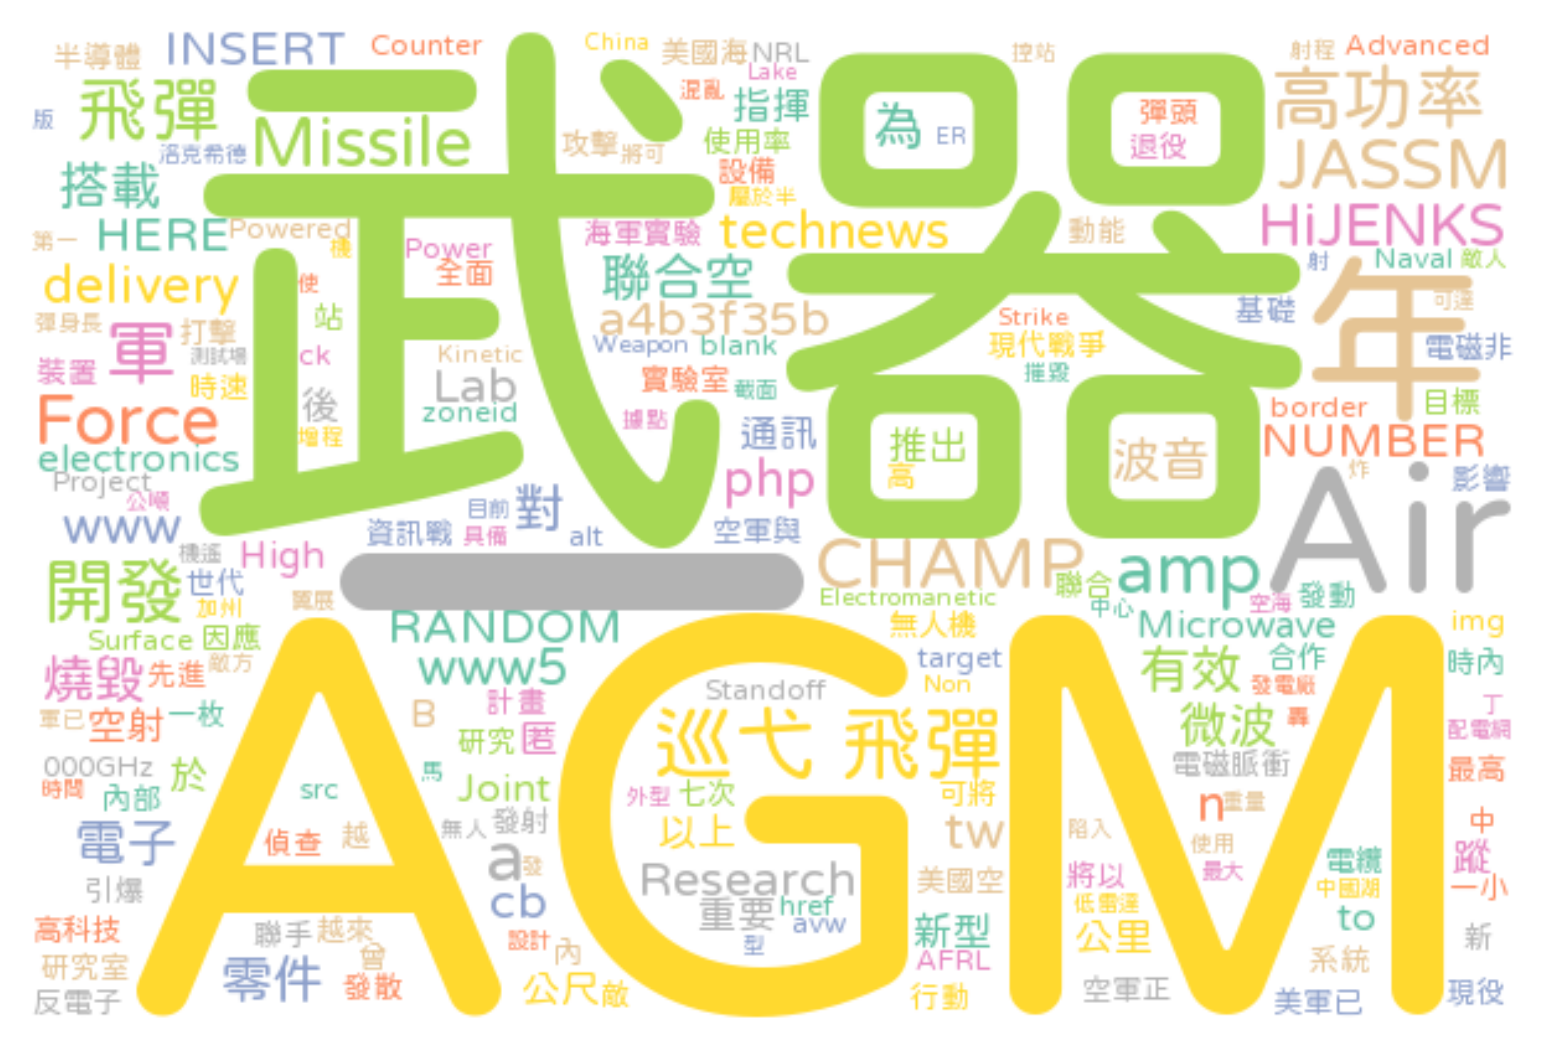 半導體 INSERT Counter China 美國海 NRL 控站 射程 Advanced
Lake
版 飛彈 混亂 指揮 為 ER 彈頭 高功率
洛克希德 Missile 攻擊 將可 使用率 退役 JASSM
搭載 設備
屬於半
武器
第一 HERE Powered 機 Power 海軍實驗 technews 動能 HiJENKS
delivery 使 全面 聯合空 射 Naval 敵人
彈身長 軍 打擊 站 a4b3f35b Strike 基礎 年 可達
測試場 ck Kinetic Weapon blank 現代戰爭 電磁非
裝置 時速 後 Lab 實驗室 截面 摧毀 目標
Force 增程 zoneid 據點 通訊 推出 波音 border
electronics 高 NUMBER
Project 公噸 目前 對 php 炸 影響
www 資訊戰 具備 alt 空軍與 Air
機遙 High CHAMP amp
開發 世代 聯合
加州 翼展 Electromanetic 中心 空海 發動
Surface 因應 RANDOM 無人機 Microwave img
燒毀 先進 敵方 www5 target 有效 合作 時內
AGM
Standoff Non 發電廠
軍已 空射 一枚 B 計畫 巡弋 飛彈 微波 轟 丁
研究 匿 配電網
000GHz 於 馬 電磁脈衝 最高
時間 內部 src Joint 外型 七次 可將 n 重量
電子 偵查 越 無人 發射 以上 tw 陷入 使用 中
a 發 電纜 蹤
引爆 cb Research 美國空 將以 最大 中國湖 一小
重要 href 低雷達 to
高科技 聯手 越來 設計 型 avw 新型 公里 新
研究室 零件 曾 內 AFRL 系統
反電子 發散 公尺 敵 行動 空軍正 美軍已 現役